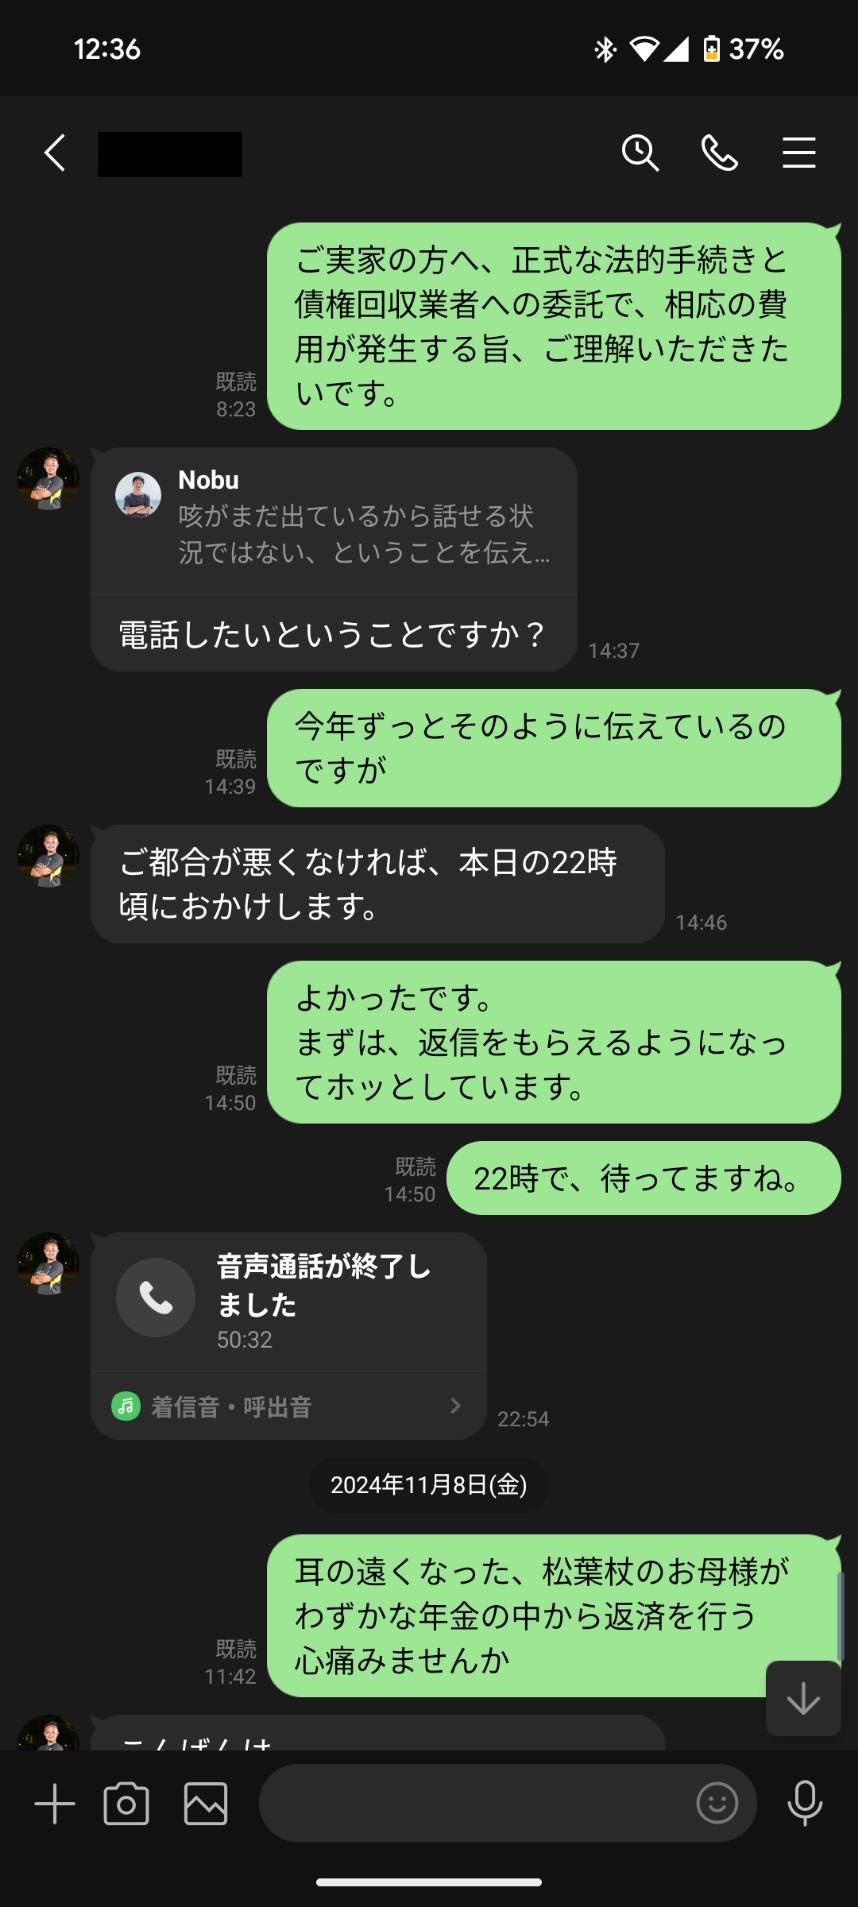 12:36
37%
ご実家の方へ、正式な法的手続きと
債権回収業者への委託で、相応の費
用が発生する旨、ご理解いただきた
いです。
既読
8:23
Nobu
咳がまだ出ているから話せる状
況ではない、ということを伝え...
電話したいということですか？
14:37
今年ずっとそのように伝えているの
ですが
既読
14:39
ご都合が悪くなければ、本日の22時
頃におかけします。
14:46
よかったです。
まずは、返信をもらえるようになっ
てホッとしています。
既読
14:50
22時で、待ってますね。
既読
14:50
音声通話が終了し
ました
50:32
着信音・呼出音
22:54
2024年11月8日(金)
耳の遠くなった、松葉杖のお母様が
わずかな年金の中から返済を行う
心痛みませんか
既読
11:42
こんばんは